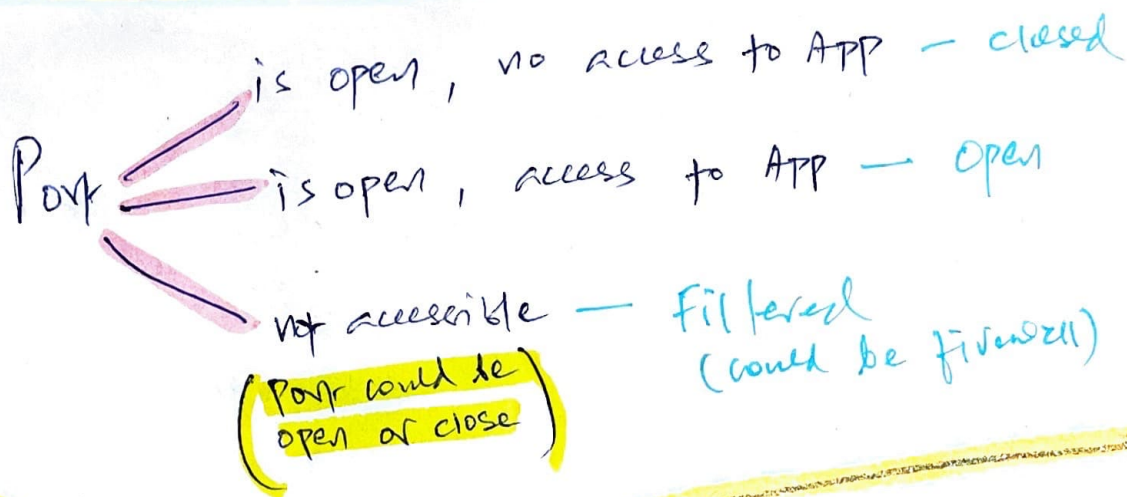 is open, no access to App - closed
Port
is open, access to App - Open
not accessible - Filtered
(could be firewall)
(Port could be
open or close)